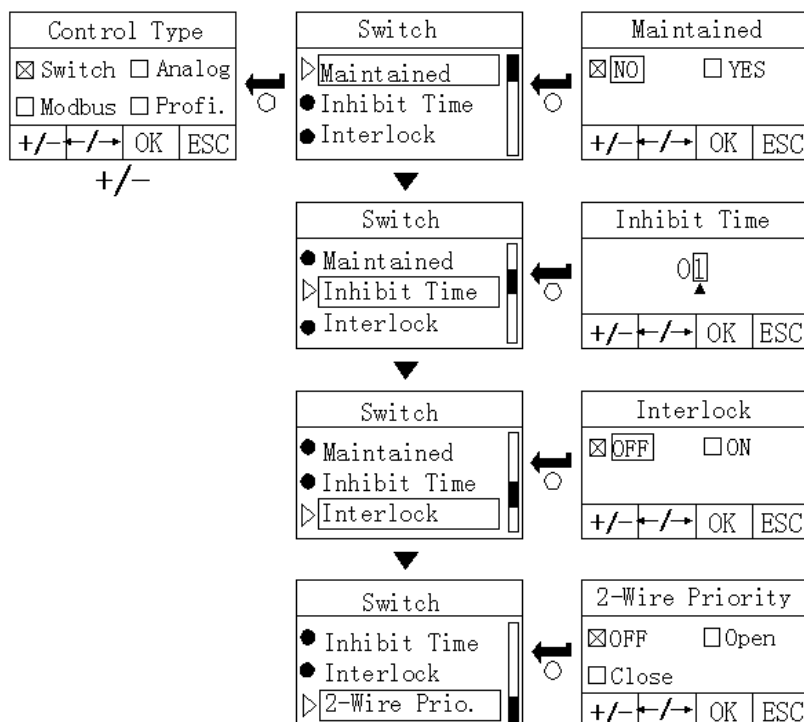 Control Type
Switch Analog
Modbus Profi.
+/- ←/→ OK ESC
+/-
Switch
Maintained
Inhibit Time
Interlock
Maintained
NO YES
+/- ←/→ OK ESC
Switch
Maintained
Inhibit Time
Interlock
Inhibit Time
01
+/- ←/→ OK ESC
Switch
Maintained
Inhibit Time
Interlock
Interlock
OFF ON
+/- ←/→ OK ESC
Switch
Inhibit Time
Interlock
2-Wire Prio.
2-Wire Priority
OFF Open
Close
+/- ←/→ OK ESC